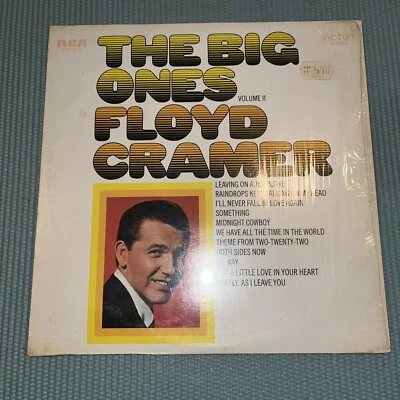 RCA
VICTOR
THE BIG
ONES
VOLUME II
FLOYD
CRAMER
LEAVING ON A
RAINDROPS
I'LL NEVER FALL IN LOVE AGAIN
SOMETHING
MIDNIGHT COWBOY
WE HAVE ALL THE TIME IN THE WORLD
THEME FROM TWO-TWENTY-TWO
SIDES NOW
WAY
A LITTLE LOVE IN YOUR HEART
AS I LEAVE YOU